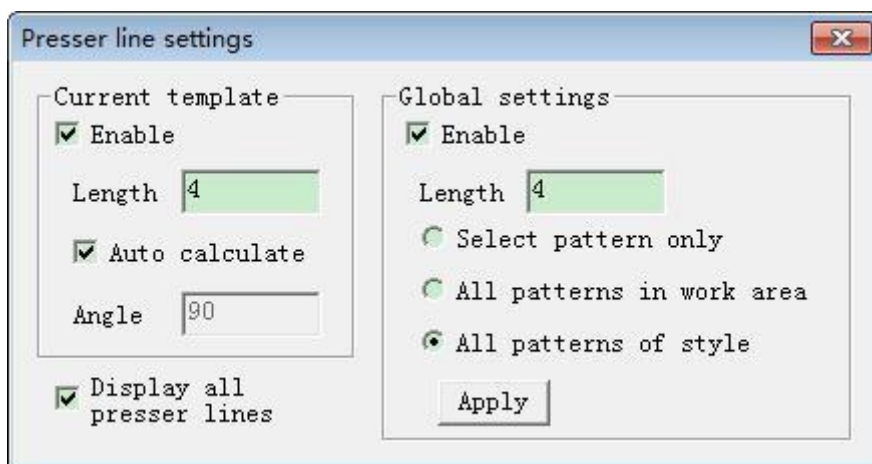 Presser line settings
Current template
Enable
Length 4
Auto calculate
Angle 90
Display all
presser lines
Global settings
Enable
Length 4
Select pattern only
All patterns in work area
All patterns of style
Apply